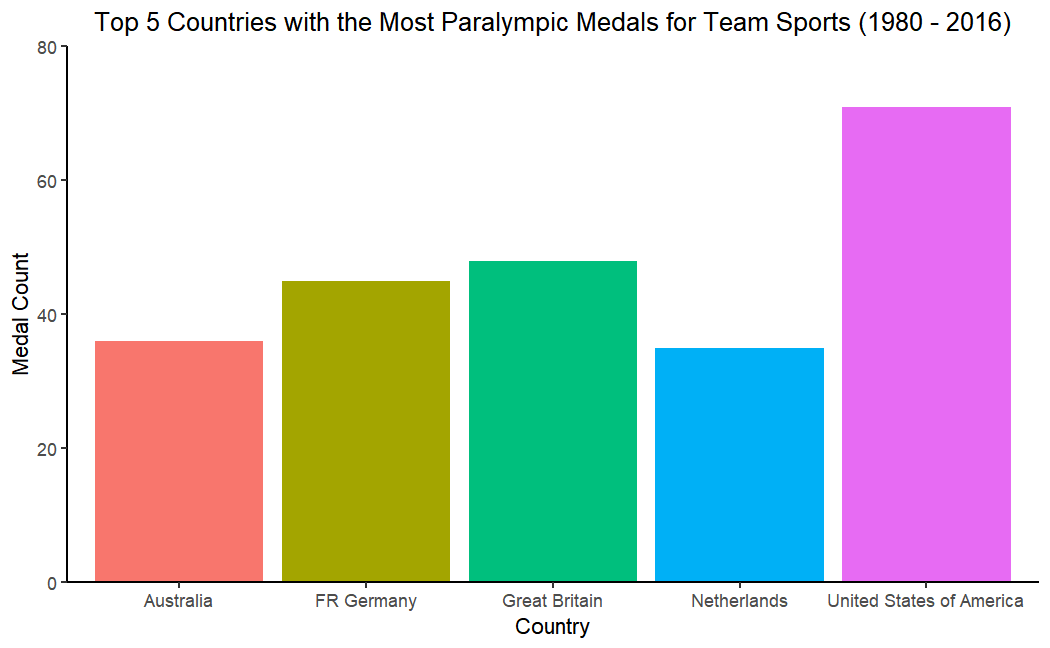 Top 5 Countries with the Most Paralympic Medals for Team Sports (1980 - 2016)
80
60
40
20
0
Medal Count
Australia
FR Germany
Great Britain
Netherlands
United States of America
Country